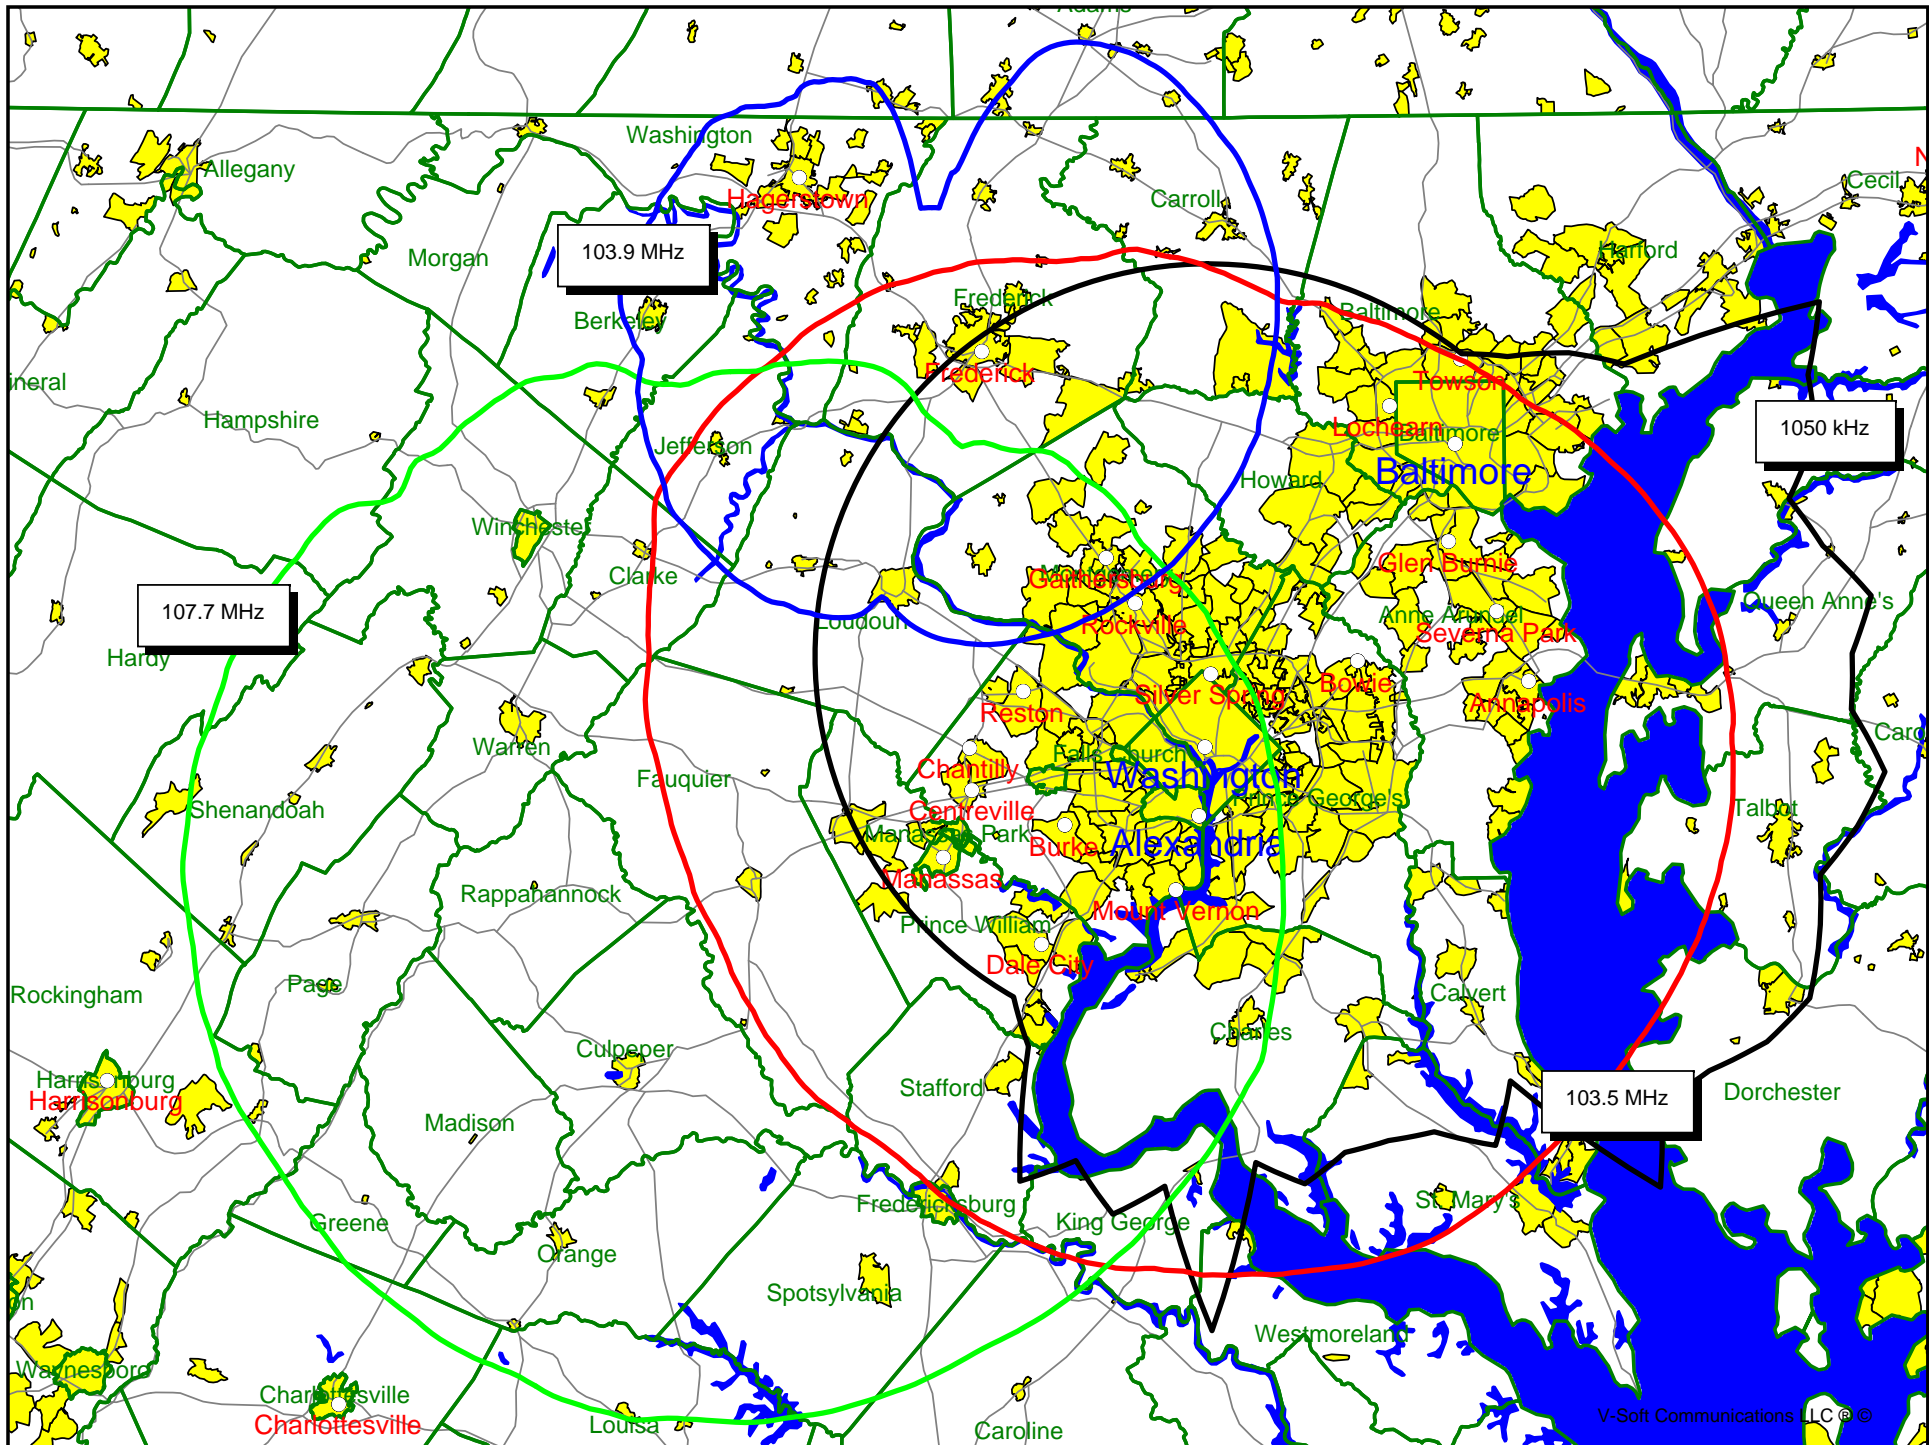 Adams
Washington
Allegany
Hagerstown
Carroll
Cecil
N
103.9 MHz
Morgan
Harford
Frederick
Berkeley
Baltimore
Frederick
Towson
ineral
Hampshire
Lochearn
Baltimore
1050 kHz
Jefferson
Baltimore
Howard
Winchester
Glen Burnie
Clarke
Gaithersburg
107.7 MHz
Queen Anne's
Anne Arundel
Loudoun
Rockville
Severna Park
Hardy
Silver Spring
Bowie
Annapolis
Reston
Warren
Falls Church
Caro
Fauquier
Chantilly
Washington
Prince George's
Shenandoah
Centreville
Talbot
Manassas Park
Burke
Alexandria
Manassas
Rappahannock
Mount Vernon
Prince William
Dale City
Rockingham
Page
Calvert
Charles
Culpeper
Harrisonburg
Harrisonburg
Stafford
103.5 MHz
Dorchester
Madison
Fredericksburg
St. Mary's
Greene
King George
Orange
Spotsylvania
on
Westmoreland
Waynesboro
Charlottesville
Charlottesville
Louisa
Caroline
V-Soft Communications LLC ® ©